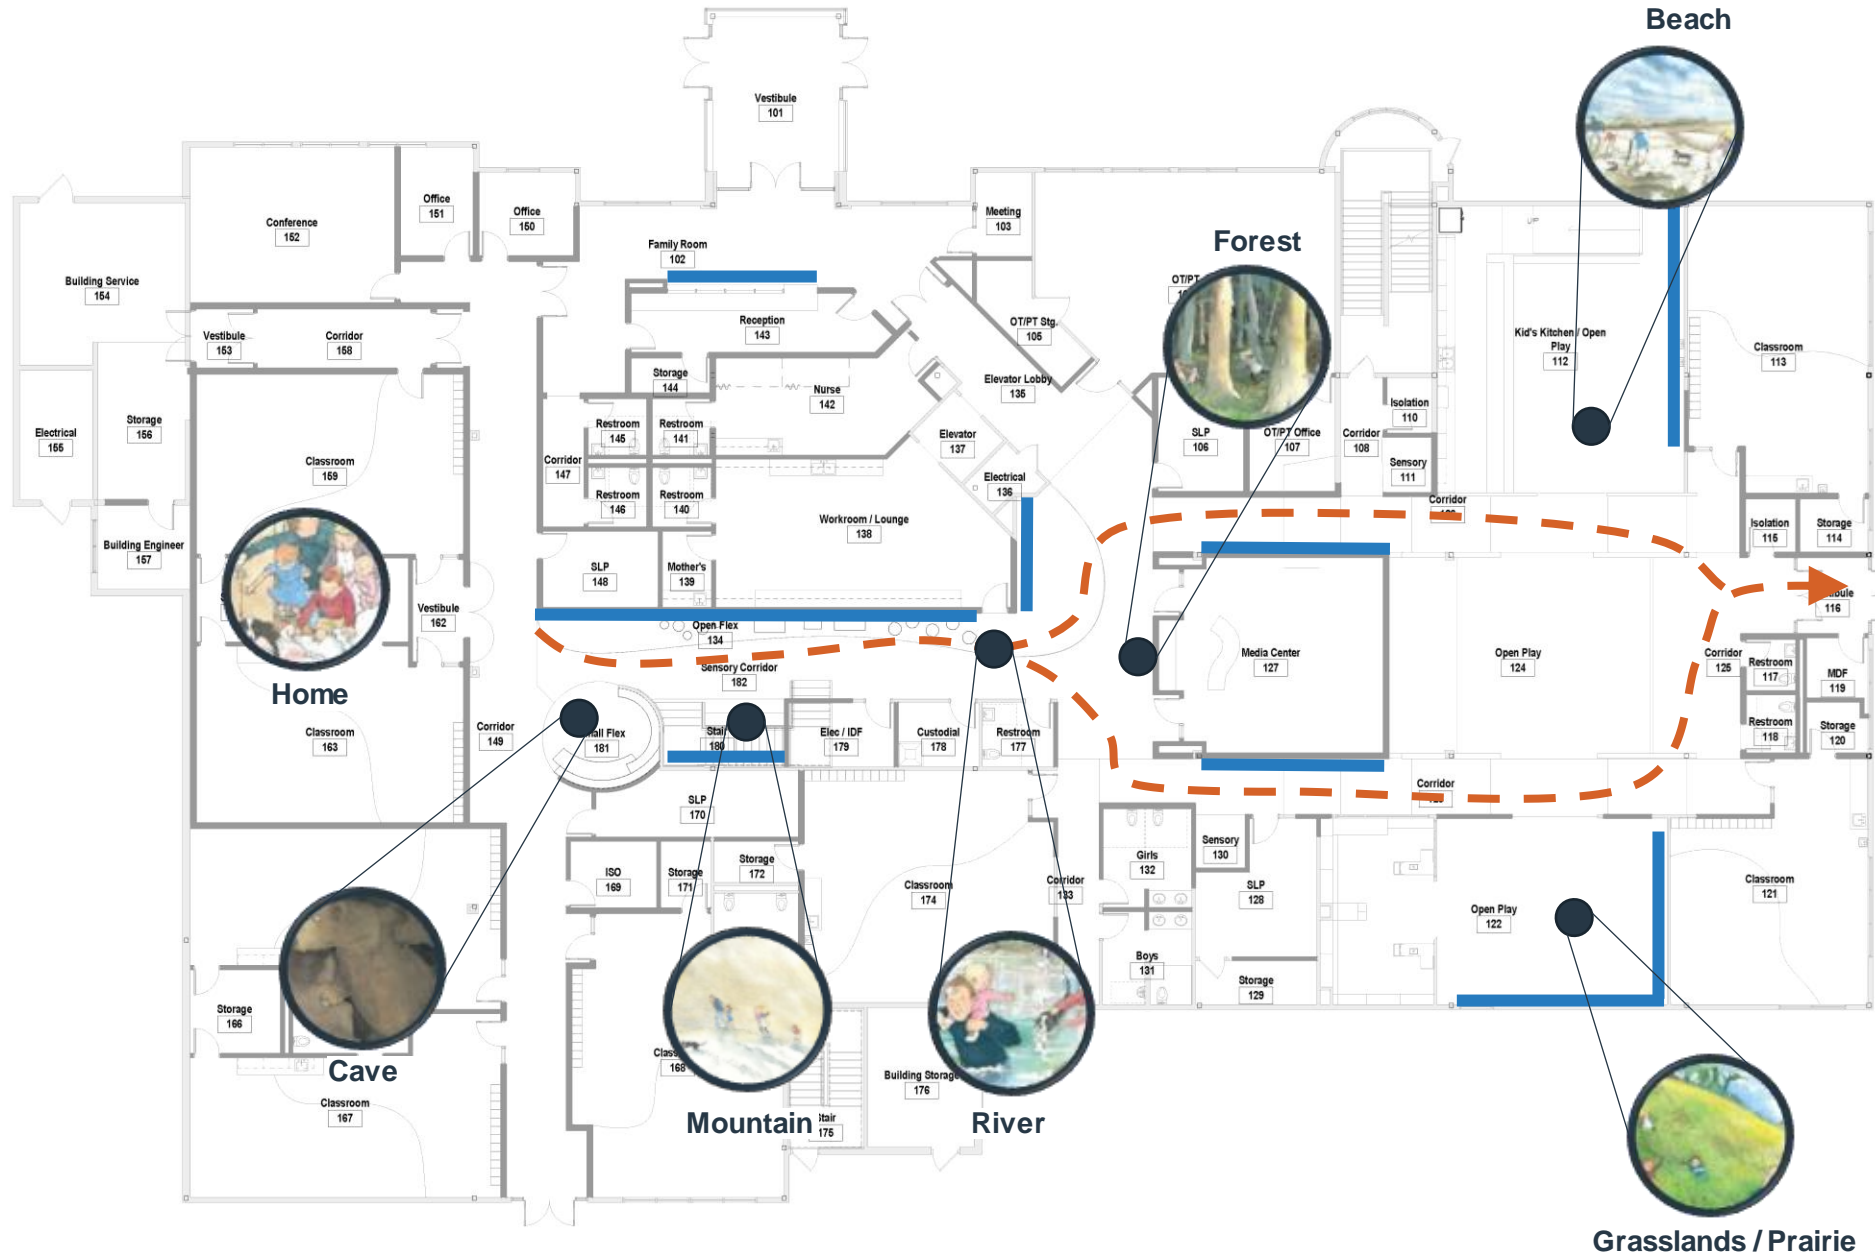 Beach
Vestibule
101
Office
151
Office
150
Meeting
103
Conference
152
Family Room
102
Forest
Building Service
154
OT/PT
Reception
143
OT/PT Stg.
105
Vestibule
153
Corridor
158
Kid's Kitchen / Open
Play
112
Classroom
113
Storage
144
Nurse
142
Elevator Lobby
135
Isolation
110
Storage
156
Electrical
155
Restroom
145
Restroom
141
Elevator
137
SLP
106
OT/PT Office
107
Corridor
108
Classroom
159
Corridor
147
Sensory
111
Electrical
136
Restroom
146
Restroom
140
Workroom / Lounge
138
Corridor
Isolation
115
Storage
114
Building Engineer
157
SLP
148
Mother's
139
Vestibule
162
116
Open Flex
134
Media Center
127
Open Play
124
Corridor
125
Restroom
117
MDF
119
Sensory Corridor
182
Home
Classroom
163
Corridor
149
181
Stair
180
Elec / IDF
179
Custodial
178
Restroom
177
Restroom
118
Storage
120
Corridor
SLP
170
Sensory
130
Girls
132
ISO
169
Storage
171
Storage
172
Classroom
174
Corridor
133
SLP
128
Classroom
121
Open Play
122
Boys
131
Storage
129
Storage
166
168
Cave
Building Storage
176
Classroom
167
Mountain
Stair
175
River
Grasslands / Prairie